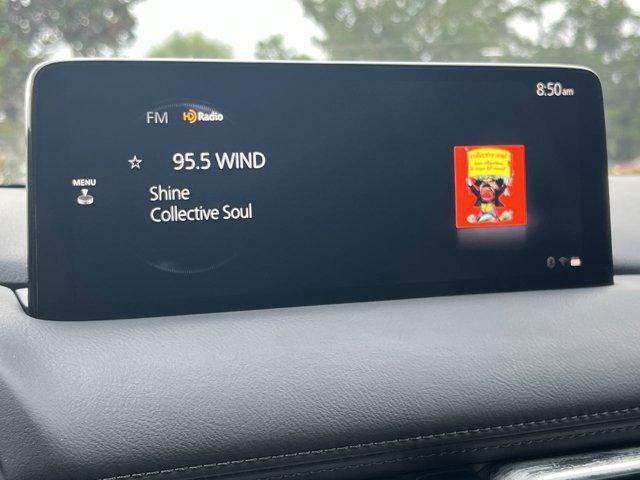 8:50am
FM HD Radio
☆ 95.5 WIND
MENU
Shine
Collective Soul
collective soul